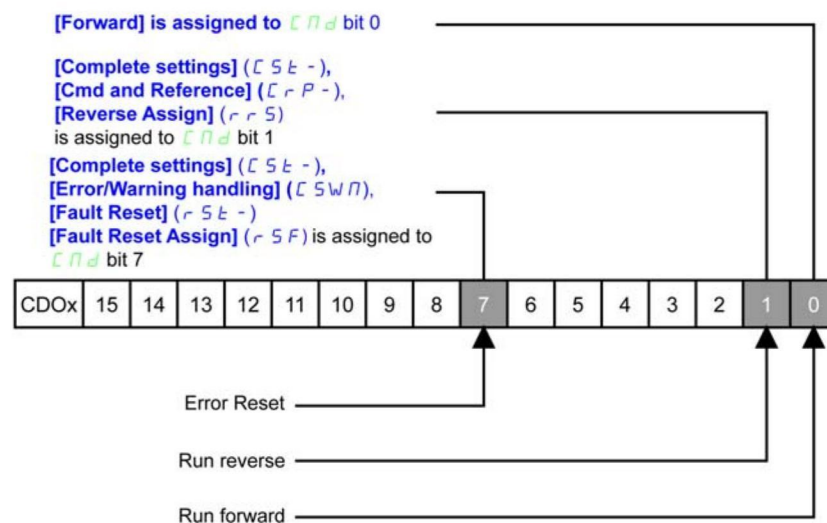 [Forward] is assigned to CMd bit 0
[Complete settings] (CSt-),
[Cmd and Reference] (CrP-),
[Reverse Assign] (rrS)
is assigned to CMd bit 1
[Complete settings] (CSt-),
[Error/Warning handling] (CSWM),
[Fault Reset] (rSt-)
[Fault Reset Assign] (rSF) is assigned to
CMd bit 7
CDOx 15 14 13 12 11 10 9 8 7 6 5 4 3 2 1 0
Error Reset
Run reverse
Run forward